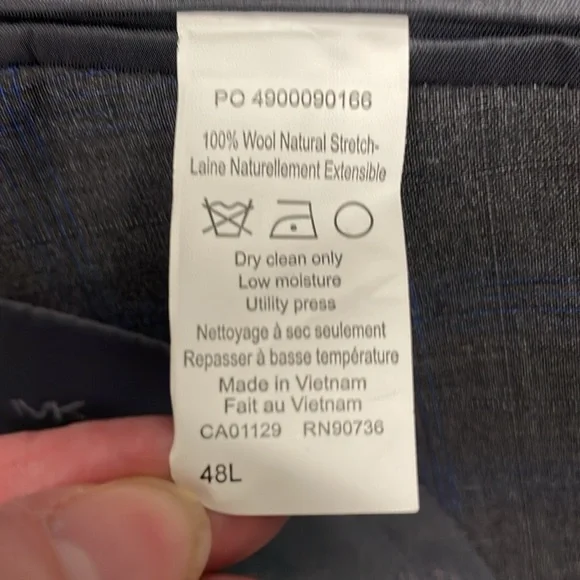 PO 4900090166
100% Wool Natural Stretch-
Laine Naturellement Extensible
Dry clean only
Low moisture
Utility press
Nettoyage à sec seulement
Repasser à basse température
Made in Vietnam
Fait au Vietnam
CA01129 RN90736
48L
MK